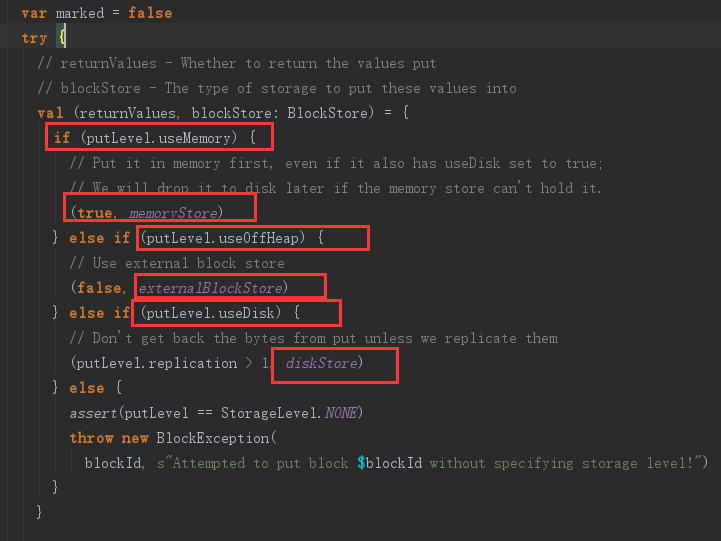 var marked = false
try {
// returnValues - Whether to return the values put
// blockStore - The type of storage to put these values into
val (returnValues, blockStore: BlockStore) = {
if (putLevel.useMemory) {
// Put it in memory first, even if it also has useDisk set to true;
// We will drop it to disk later if the memory store can't hold it.
(true, memoryStore)
} else if (putLevel.useOffHeap) {
// Use external block store
(false, externalBlockStore)
} else if (putLevel.useDisk) {
// Don't get back the bytes from put unless we replicate them
(putLevel.replication > 1, diskStore)
} else {
assert(putLevel == StorageLevel.NONE)
throw new BlockException(
blockId, s"Attempted to put block $blockId without specifying storage level!")
}
}